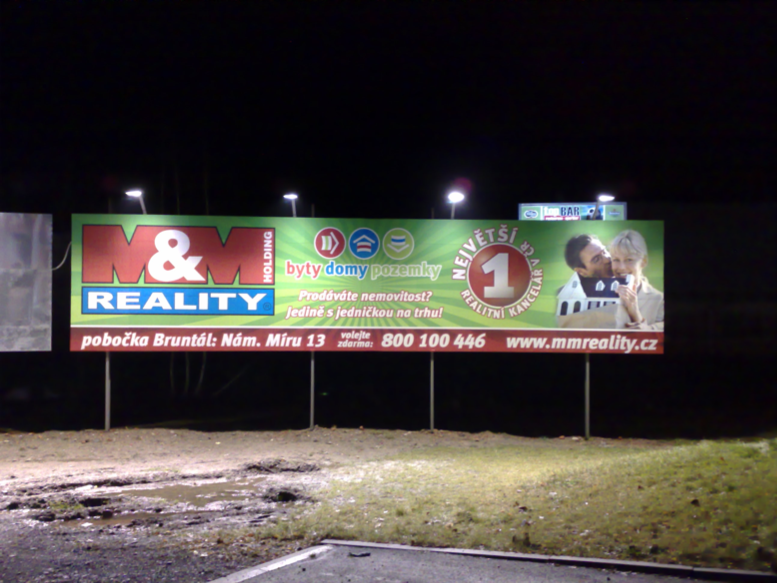 BAR
M&M
HOLDING
REALITY
byty domy pozemky
Prodáváte nemovitost?
Jedině s jedničkou na trhu!
NEJVĚTŠÍ
1
REALITNÍ KANCELÁŘ V ČR
pobočka Bruntál: Nám. Míru 13
volejte
zdarma:
800 100 446
www.mmreality.cz